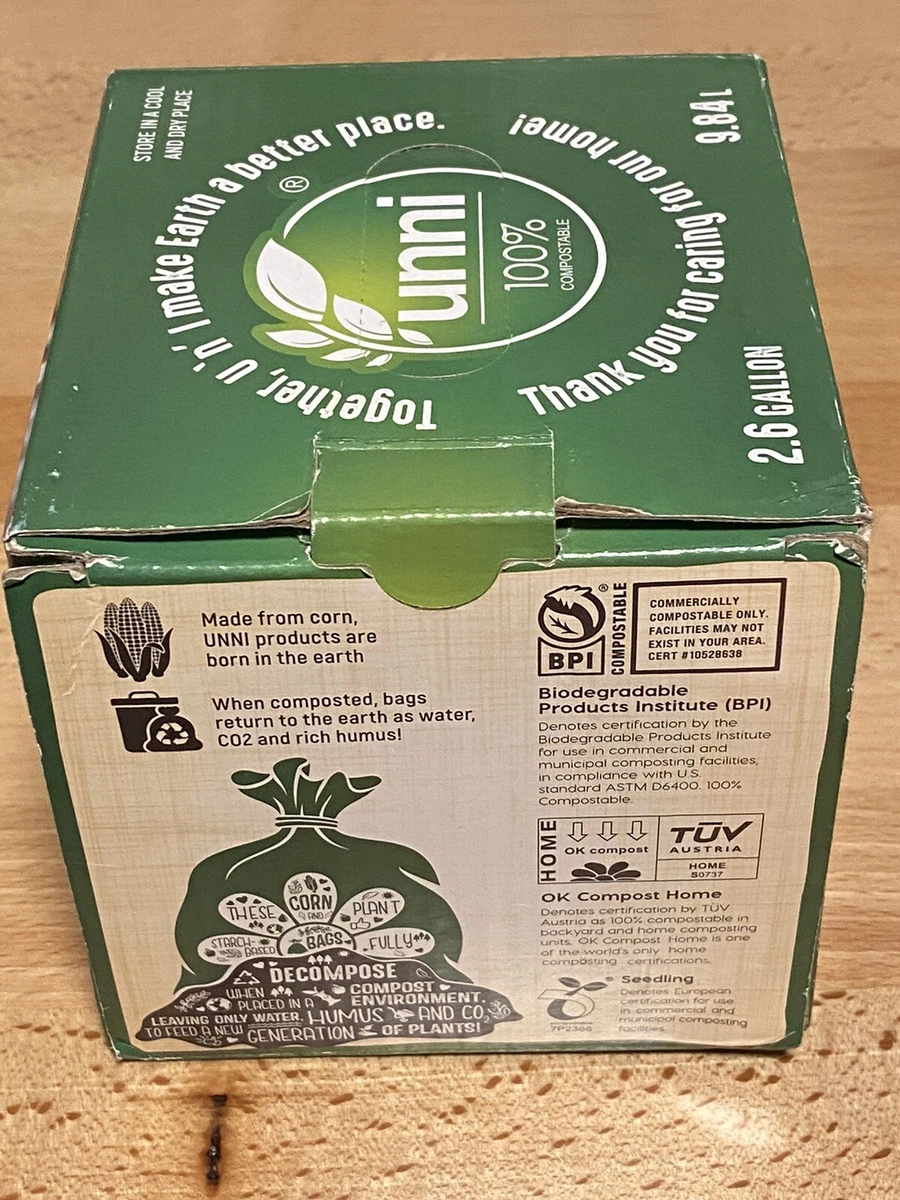 STORE IN A COOL
AND DRY PLACE
Together, U 'n' I make Earth a better place.
Thank you for caring for our home!
®
unni
100%
COMPOSTABLE
2.6 GALLON
9.84 L
Made from corn,
UNNI products are
born in the earth
When composted, bags
return to the earth as water,
CO2 and rich humus!
THESE
CORN
AND
PLANT
STARCH-
BASED
BAGS
FULLY
DECOMPOSE
WHEN
PLACED IN A
COMPOST
ENVIRONMENT.
LEAVING ONLY WATER, HUMUS AND CO2
TO FEED A NEW GENERATION OF PLANTS!
BPI
®
COMPOSTABLE
COMMERCIALLY
COMPOSTABLE ONLY.
FACILITIES MAY NOT
EXIST IN YOUR AREA.
CERT #10528638
Biodegradable
Products Institute (BPI)
Denotes certification by the
Biodegradable Products Institute
for use in commercial and
municipal composting facilities,
in compliance with U.S.
standard ASTM D6400. 100%
Compostable.
HOME
OK compost
TÜV
AUSTRIA
HOME
S0737
OK Compost Home
Denotes certification by TÜV
Austria as 100% compostable in
backyard and home composting
units. OK Compost Home is one
of the world's only home
composting certifications.
Seedling
Denotes European
certification for use
in commercial and
municipal composting
facilities.
7P2366